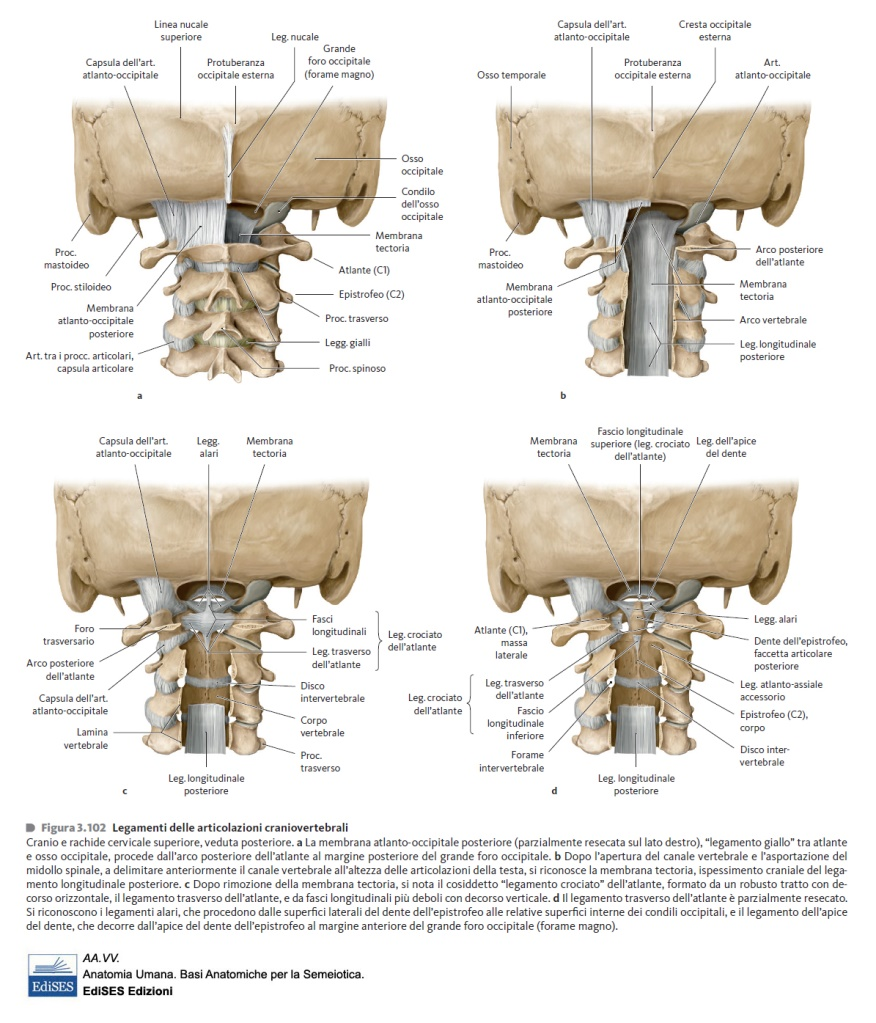 Linea nucale
superiore
Leg. nucale
Capsula dell'art.
atlanto-occipitale
Protuberanza
occipitale esterna
Grande
foro occipitale
(forame magno)
Osso
occipitale
Condilo
dell'osso
occipitale
Membrana
tectoria
Atlante (C1)
Epistrofeo (C2)
Proc. trasverso
Legg. gialli
Proc. spinoso
Proc.
mastoideo
Proc. stiloideo
Membrana
atlanto-occipitale
posteriore
Art. tra i procc. articolari,
capsula articolare
a
Capsula dell'art.
atlanto-occipitale
Cresta occipitale
esterna
Osso temporale
Protuberanza
occipitale esterna
Art.
atlanto-occipitale
Proc.
mastoideo
Membrana
atlanto-occipitale
posteriore
Arco posteriore
dell'atlante
Membrana
tectoria
Arco vertebrale
Leg. longitudinale
posteriore
b
Capsula dell'art.
atlanto-occipitale
Legg.
alari
Membrana
tectoria
Foro
trasversario
Arco posteriore
dell'atlante
Capsula dell'art.
atlanto-occipitale
Lamina
vertebrale
Fasci
longitudinali
Leg. trasverso
dell'atlante
Leg. crociato
dell'atlante
Disco
intervertebrale
Corpo
vertebrale
Proc.
trasverso
Leg. longitudinale
posteriore
c
Membrana
tectoria
Fascio longitudinale
superiore (leg. crociato
dell'atlante)
Leg. dell'apice
del dente
Atlante (C1),
massa
laterale
Leg. trasverso
dell'atlante
Leg. crociato
dell'atlante
Fascio
longitudinale
inferiore
Forame
intervertebrale
Legg. alari
Dente dell'epistrofeo,
faccetta articolare
posteriore
Leg. atlanto-assiale
accessorio
Epistrofeo (C2),
corpo
Disco inter-
vertebrale
Leg. longitudinale
posteriore
d
Figura 3.102 Legamenti delle articolazioni craniovertebrali
Cranio e rachide cervicale superiore, veduta posteriore. a La membrana atlanto-occipitale posteriore (parzialmente resecata sul lato destro), "legamento giallo" tra atlante
e osso occipitale, procede dall'arco posteriore dell'atlante al margine posteriore del grande foro occipitale. b Dopo l'apertura del canale vertebrale e l'asportazione del
midollo spinale, a delimitare anteriormente il canale vertebrale all'altezza delle articolazioni della testa, si riconosce la membrana tectoria, ispessimento craniale del lega-
mento longitudinale posteriore. c Dopo rimozione della membrana tectoria, si nota il cosiddetto "legamento crociato" dell'atlante, formato da un robusto tratto con de-
corso orizzontale, il legamento trasverso dell'atlante, e da fasci longitudinali più deboli con decorso verticale. d Il legamento trasverso dell'atlante è parzialmente resecato.
Si riconoscono i legamenti alari, che procedono dalle superfici laterali del dente dell'epistrofeo alle relative superfici interne dei condili occipitali, e il legamento dell'apice
del dente, che decorre dall'apice del dente dell'epistrofeo al margine anteriore del grande foro occipitale (forame magno).
EdiSES
AA.VV.
Anatomia Umana. Basi Anatomiche per la Semeiotica.
EdiSES Edizioni